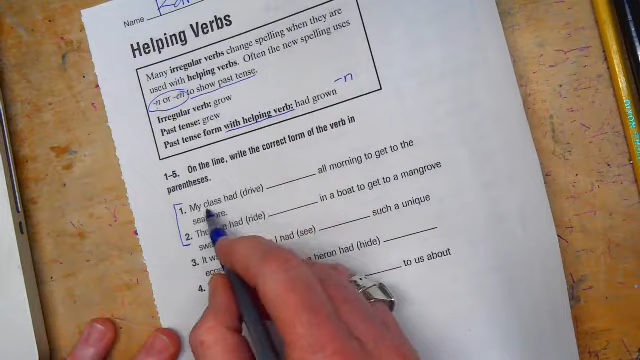 Name
Helping Verbs
Many irregular verbs change spelling when they are
used with helping verbs. Often the new spelling uses
-n or -en to show past tense.
Irregular verb: grow
Past tense: grew
Past tense form with helping verb: had grown -n
1–5. On the line, write the correct form of the verb in
parentheses.
1. My class had (drive) all morning to get to the
2. had (ride) in a boat to get to a mangrove
3. It ) had (see) such a unique
heron had (hide)
4. to us about